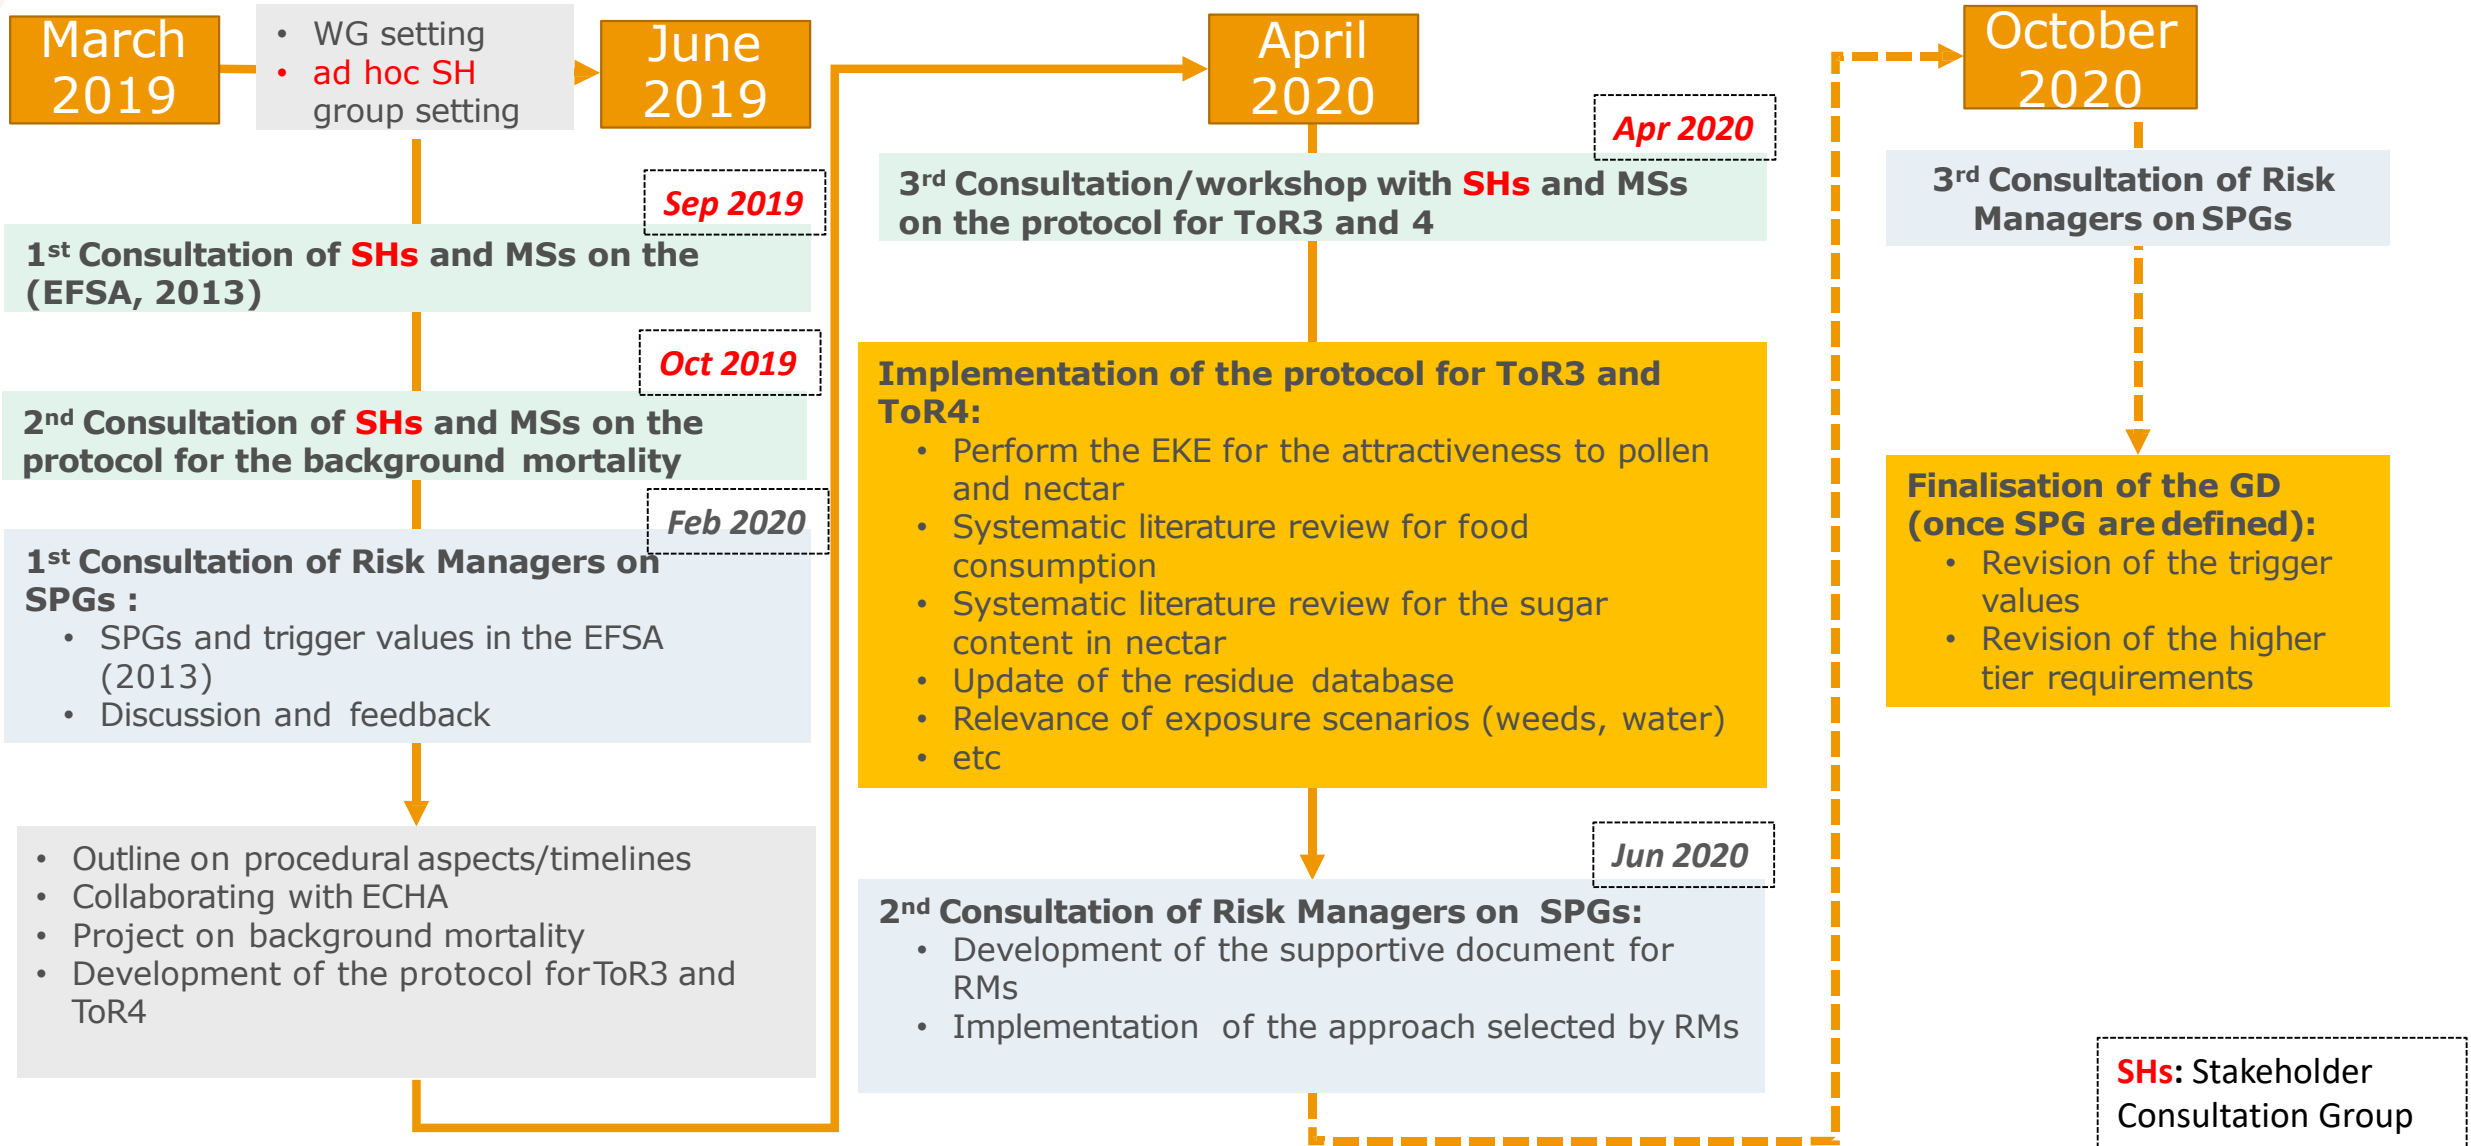 March
2019
• WG setting
• ad hoc SH
group setting
June
2019
Sep 2019
1st Consultation of SHs and MSs on the
(EFSA, 2013)
Oct 2019
2nd Consultation of SHs and MSs on the
protocol for the background mortality
Feb 2020
1st Consultation of Risk Managers on
SPGs :
• SPGs and trigger values in the EFSA
(2013)
• Discussion and feedback
• Outline on procedural aspects/timelines
• Collaborating with ECHA
• Project on background mortality
• Development of the protocol for ToR3 and
ToR4
April
2020
Apr 2020
3rd Consultation/workshop with SHs and MSs
on the protocol for ToR3 and 4
Implementation of the protocol for ToR3 and
ToR4:
• Perform the EKE for the attractiveness to pollen
and nectar
• Systematic literature review for food
consumption
• Systematic literature review for the sugar
content in nectar
• Update of the residue database
• Relevance of exposure scenarios (weeds, water)
• etc
Jun 2020
2nd Consultation of Risk Managers on SPGs:
• Development of the supportive document for
RMs
• Implementation of the approach selected by RMs
October
2020
3rd Consultation of Risk
Managers on SPGs
Finalisation of the GD
(once SPG are defined):
• Revision of the trigger
values
• Revision of the higher
tier requirements
SHs: Stakeholder
Consultation Group